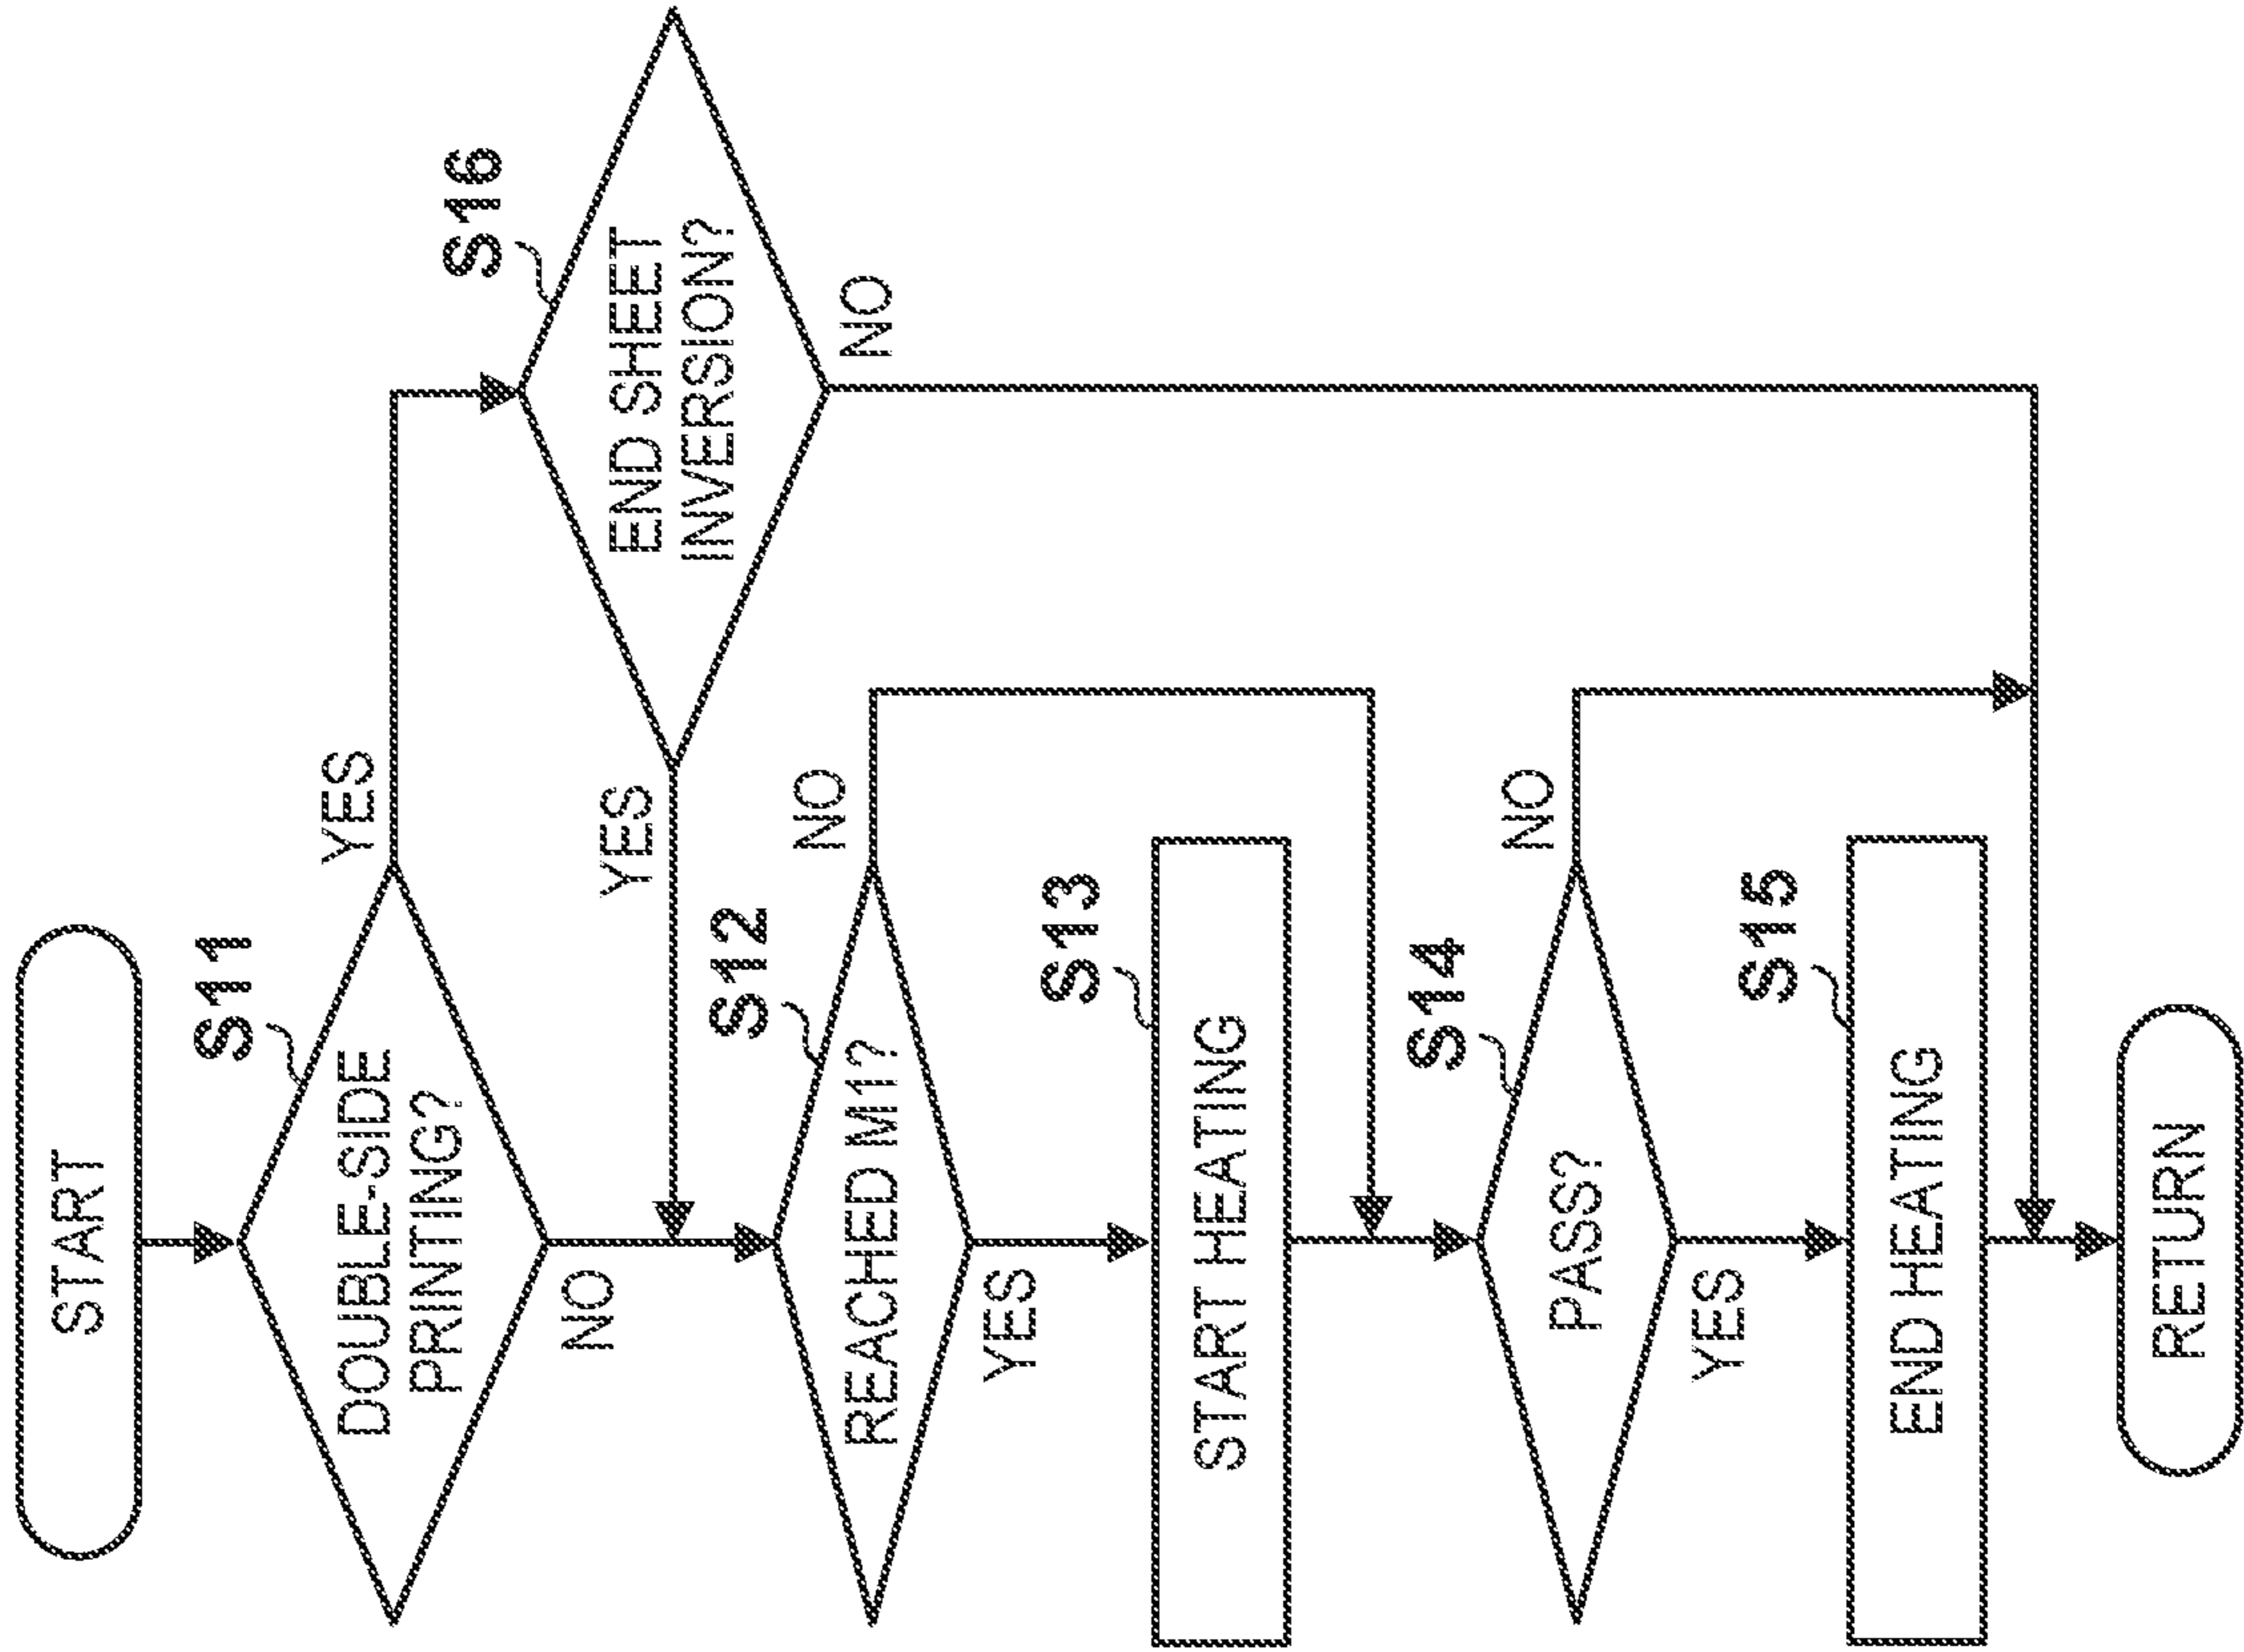 START
S11
DOUBLE-SIDE
PRINTING?
YES
NO
S16
END SHEET
INVERSION?
YES
NO
S12
REACHED M1?
NO
YES
S13
START HEATING
S14
PASS?
NO
YES
S15
END HEATING
RETURN